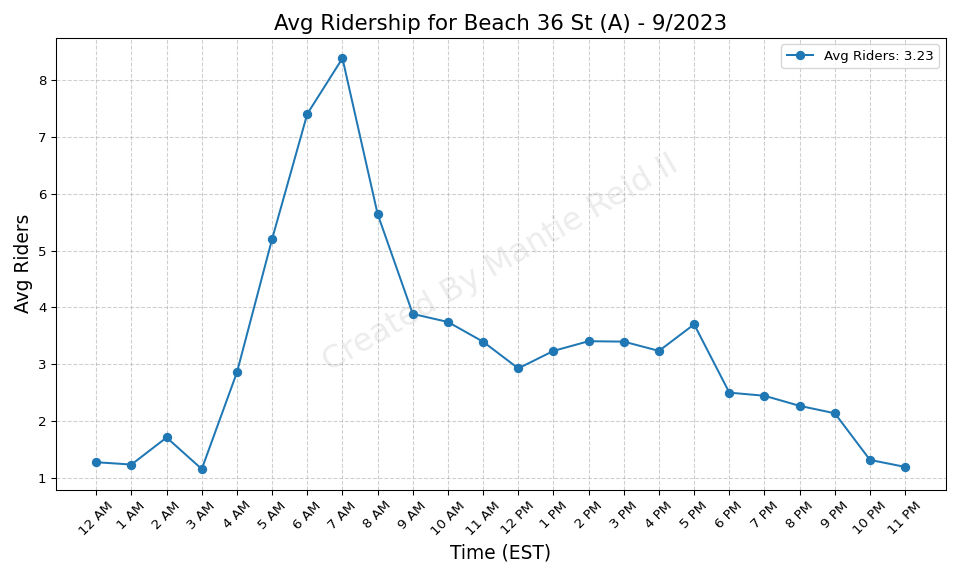 Avg Ridership for Beach 36 St (A) - 9/2023
Avg Riders: 3.23
Avg Riders
8
7
6
5
4
3
2
1
Created By Mantie Reid II
12 AM
1 AM
2 AM
3 AM
4 AM
5 AM
6 AM
7 AM
8 AM
9 AM
10 AM
11 AM
12 PM
1 PM
2 PM
3 PM
4 PM
5 PM
6 PM
7 PM
8 PM
9 PM
10 PM
11 PM
Time (EST)